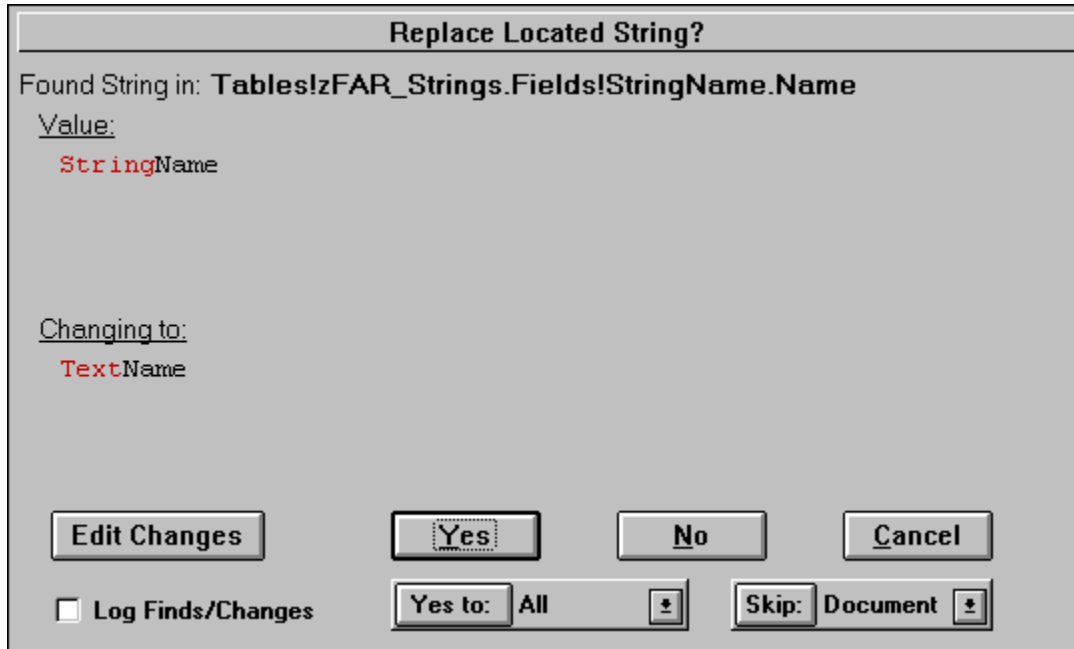 Replace Located String?
Found String in: Tables!zFAR_Strings.Fields!StringName.Name
Value:
StringName
Changing to:
TextName
Edit Changes Yes No Cancel
Log Finds/Changes Yes to: All Skip: Document